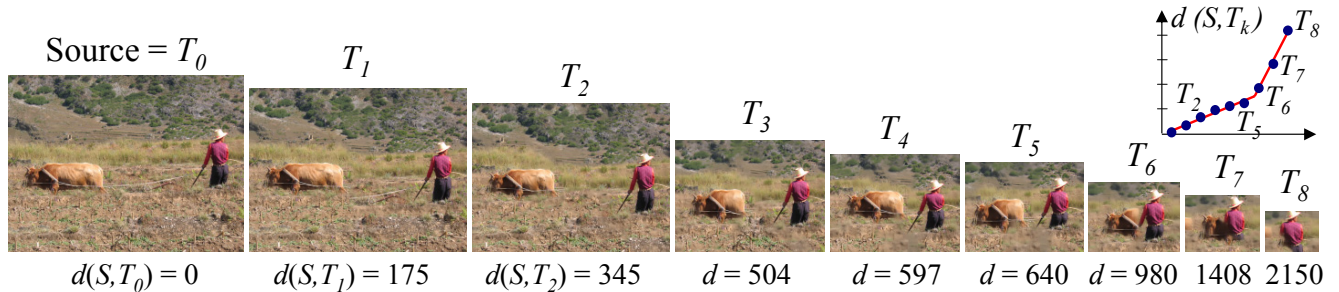 Source = T₀
T₁
T₂
T₃
T₄
T₅
T₆
T₇
T₈
d(S,T₀) = 0
d(S,T₁) = 175
d(S,T₂) = 345
d = 504
d = 597
d = 640
d = 980
1408
2150
d (S,Tₖ)
T₈
T₇
T₂
T₆
T₅